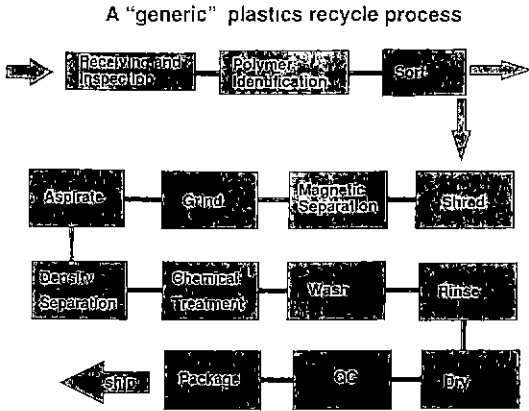 A "generic" plastics recycle process
Receiving and
Inspection
Polymer
Identification
Sort
Aspirate
Grind
Magnetic
Separation
Shred
Density
Separation
Chemical
Treatment
Wash
Rinse
ship
Package
QC
Dry